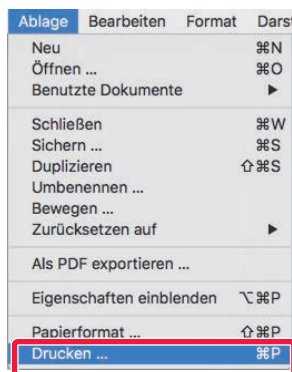 Ablage Bearbeiten Format Dars
Neu ⌘N
Öffnen ... ⌘O
Benutzte Dokumente ▶
Schließen ⌘W
Sichern ... ⌘S
Duplizieren ⇧⌘S
Umbenennen ...
Bewegen ...
Zurücksetzen auf ▶
Als PDF exportieren ...
Eigenschaften einblenden ⌥⌘P
Papierformat ... ⇧⌘P
Drucken ... ⌘P